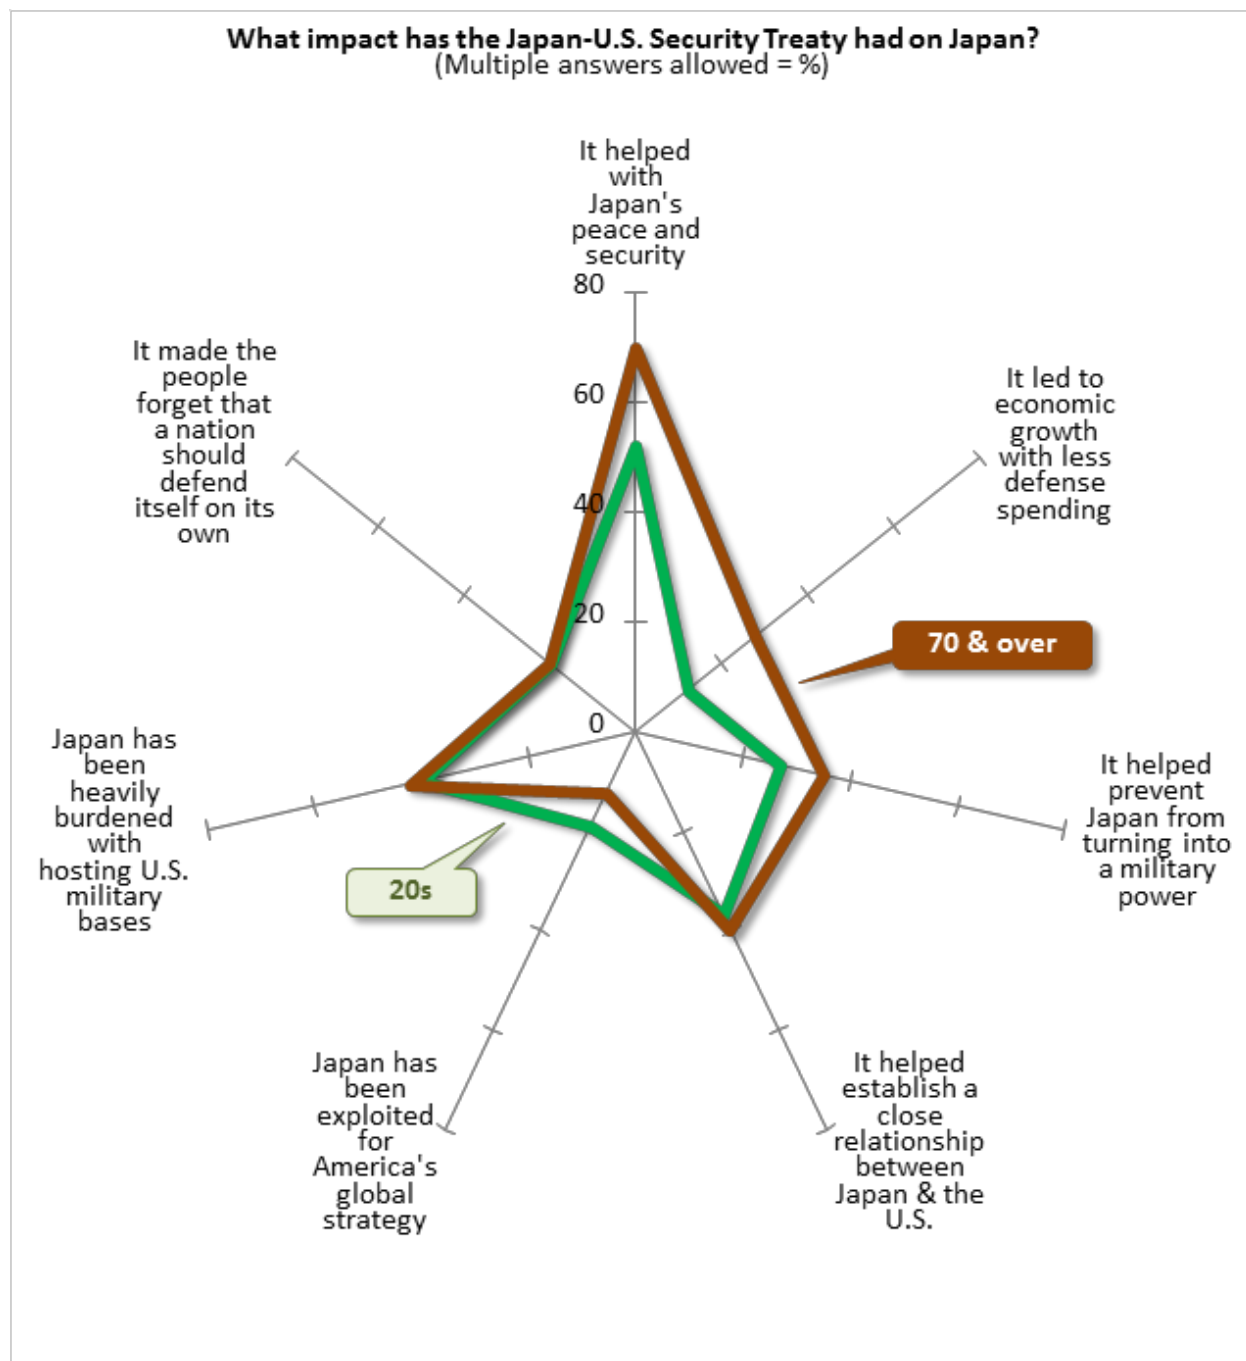 What impact has the Japan-U.S. Security Treaty had on Japan?
(Multiple answers allowed = %)
It helped
with
Japan's
peace and
security
80
60
40
20
0
It led to
economic
growth
with less
defense
spending
70 & over
It helped
prevent
Japan from
turning into
a military
power
It helped
establish a
close
relationship
between
Japan & the
U.S.
Japan has
been
exploited
for
America's
global
strategy
20s
Japan has
been
heavily
burdened
with
hosting U.S.
military
bases
It made the
people
forget that
a nation
should
defend
itself on its
own